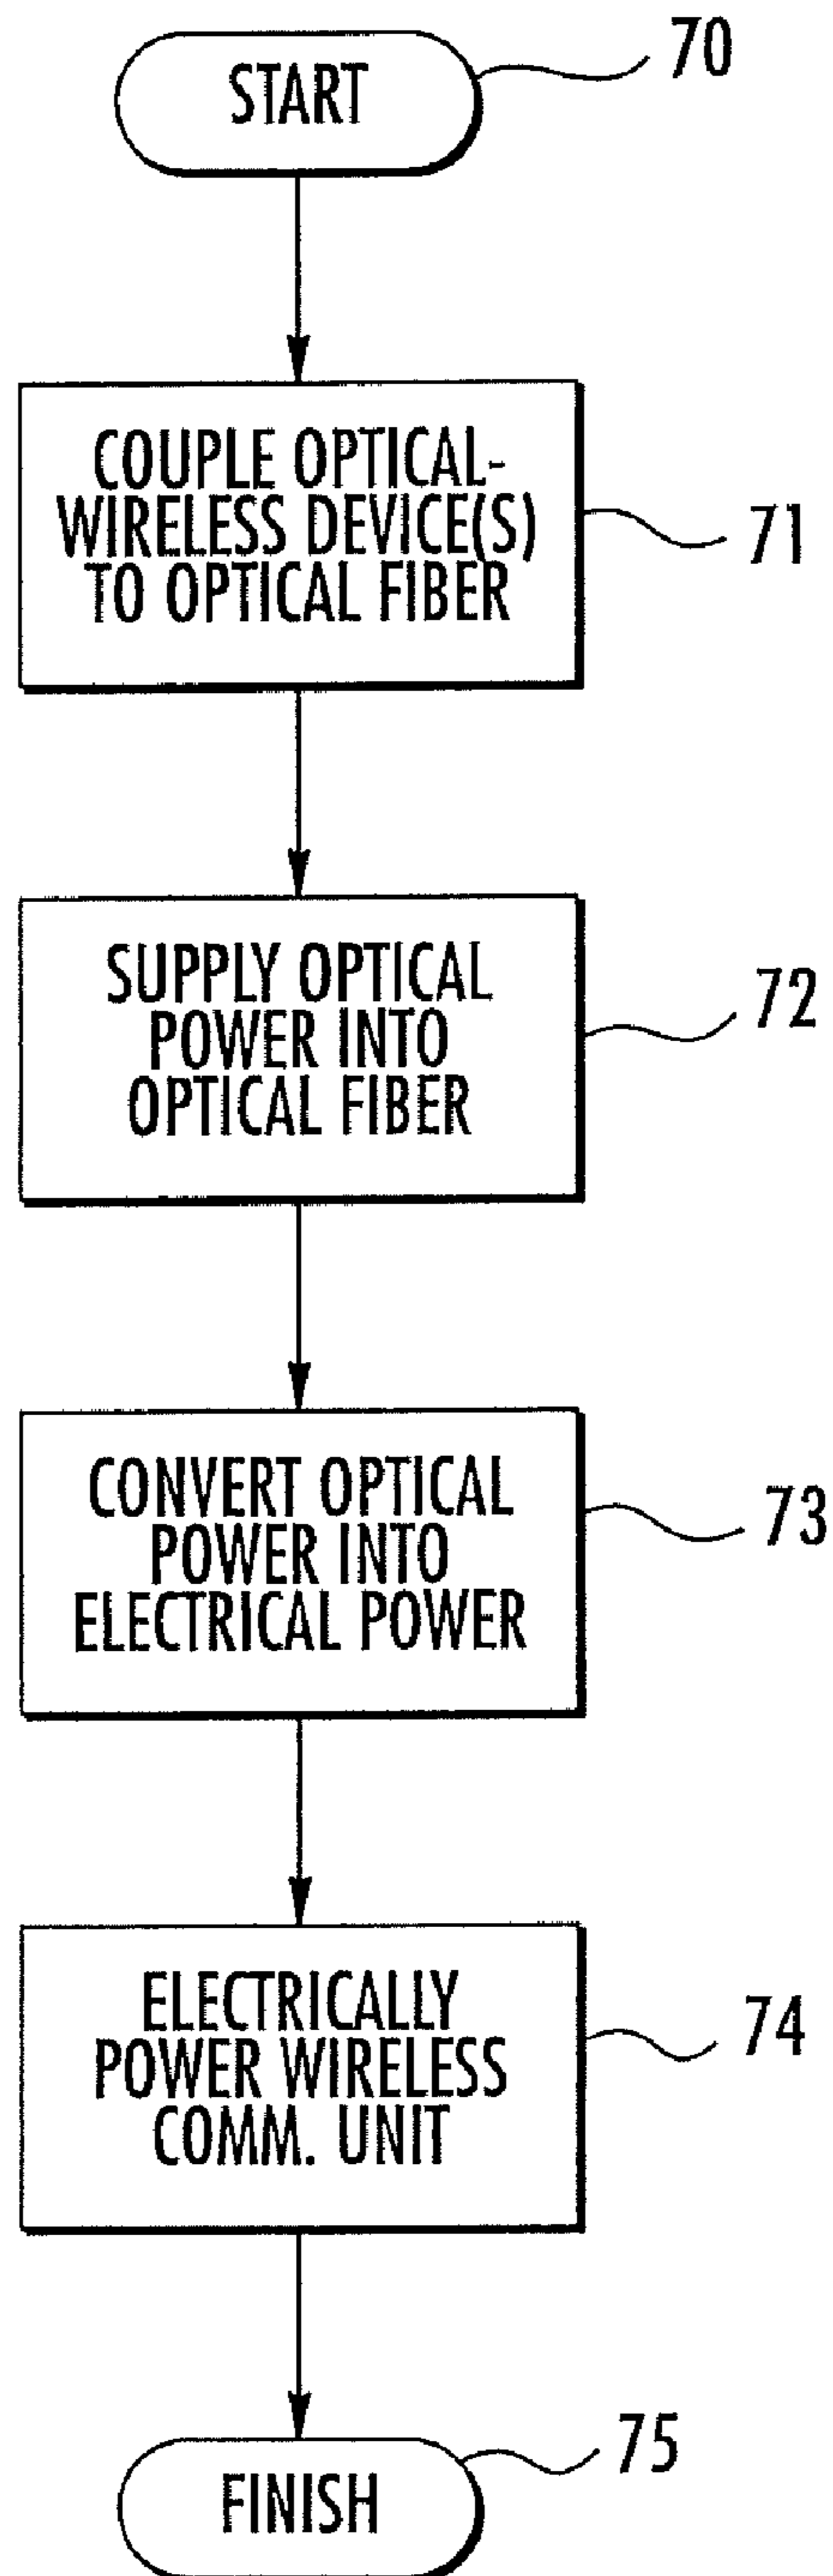 START
70
COUPLE OPTICAL-
WIRELESS DEVICE(S)
TO OPTICAL FIBER
71
SUPPLY OPTICAL
POWER INTO
OPTICAL FIBER
72
CONVERT OPTICAL
POWER INTO
ELECTRICAL POWER
73
ELECTRICALLY
POWER WIRELESS
COMM. UNIT
74
FINISH
75